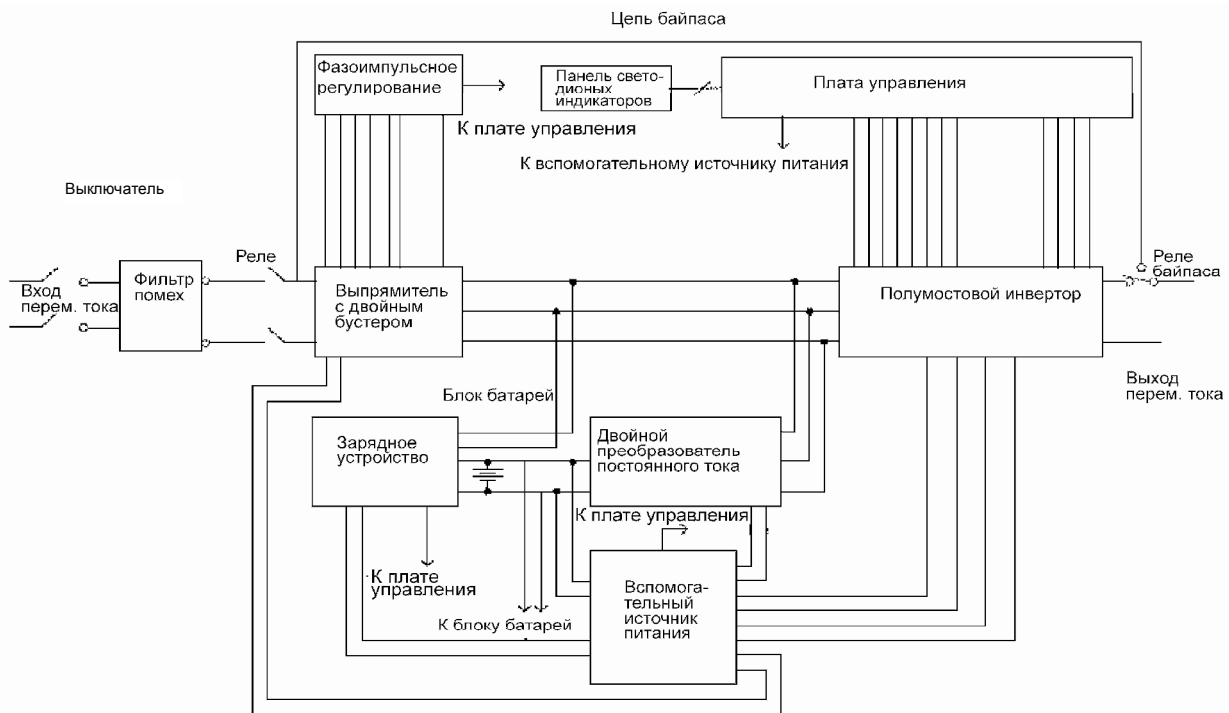 Цепь байпаса
Фазоимпульсное
регулирование
Панель свето-
дионых
индикаторов
Плата управления
К плате управления
К вспомогательному источнику питания
Выключатель
Реле
Реле
байпаса
Вход
перем. тока
Фильтр
помех
Выпрямитель
с двойным
бустером
Полумостовой инвертор
Блок батарей
Выход
перем. тока
Зарядное
устройство
Двойной
преобразователь
постоянного тока
К плате управления
К плате
управления
Вспомога-
тельный
источник
питания
К блоку батарей